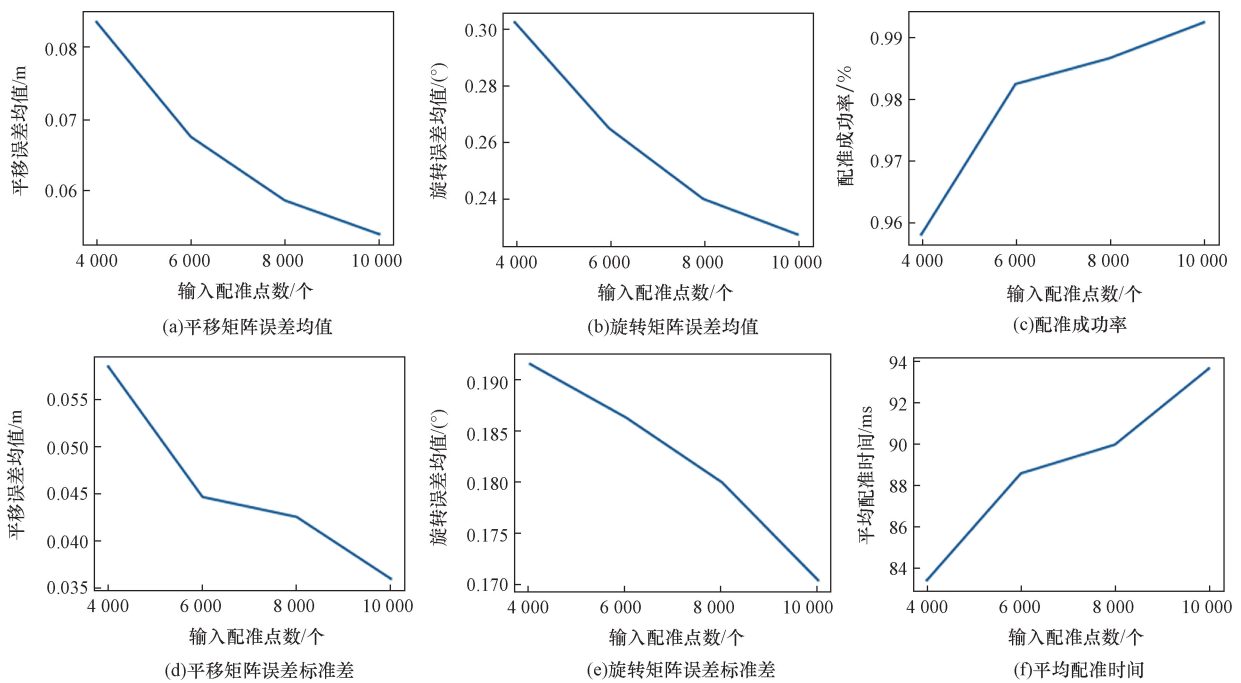 平移误差均值/m
0.08
0.07
0.06
4 000 6 000 8 000 10 000
输入配准点数/个
(a)平移矩阵误差均值
旋转误差均值/(°)
0.30
0.28
0.26
0.24
4 000 6 000 8 000 10 000
输入配准点数/个
(b)旋转矩阵误差均值
配准成功率/%
0.99
0.98
0.97
0.96
4 000 6 000 8 000 10 000
输入配准点数/个
(c)配准成功率
平移误差均值/m
0.055
0.050
0.045
0.040
0.035
4 000 6 000 8 000 10 000
输入配准点数/个
(d)平移矩阵误差标准差
旋转误差均值/(°)
0.190
0.185
0.180
0.175
0.170
4 000 6 000 8 000 10 000
输入配准点数/个
(e)旋转矩阵误差标准差
平均配准时间/ms
94
92
90
88
86
84
4 000 6 000 8 000 10 000
输入配准点数/个
(f)平均配准时间